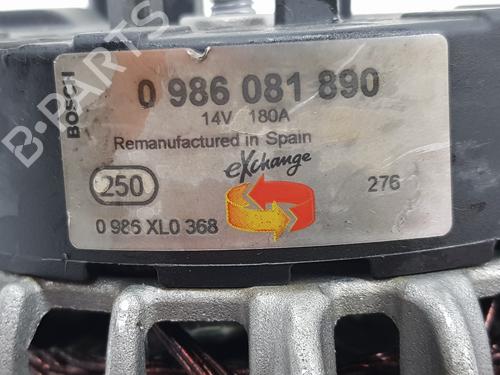 BOSCH
0 986 081 890
14V 180A
Remanufactured in Spain
eXchange
250
276
0 986 XL0 368
B-PARTS